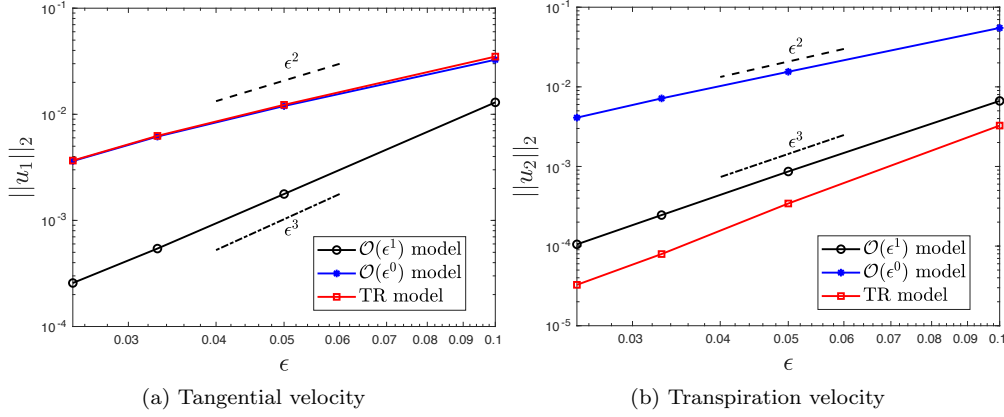 10^{-1}
10^{-2}
10^{-3}
10^{-4}
||u_1||_2
ϵ^2
ϵ^3
O(ϵ^1) model
O(ϵ^0) model
TR model
0.03 0.04 0.05 0.06 0.07 0.08 0.09 0.1
ϵ
(a) Tangential velocity
10^{-1}
10^{-2}
10^{-3}
10^{-4}
10^{-5}
||u_2||_2
ϵ^2
ϵ^3
O(ϵ^1) model
O(ϵ^0) model
TR model
0.03 0.04 0.05 0.06 0.07 0.08 0.09 0.1
ϵ
(b) Transpiration velocity